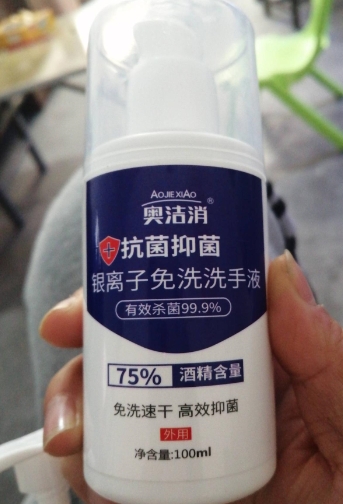 AOJIEXIAO
奥洁消®
抗菌抑菌
银离子免洗洗手液
有效杀菌99.9%
75% 酒精含量
免洗速干 高效抑菌
外用
净含量:100ml